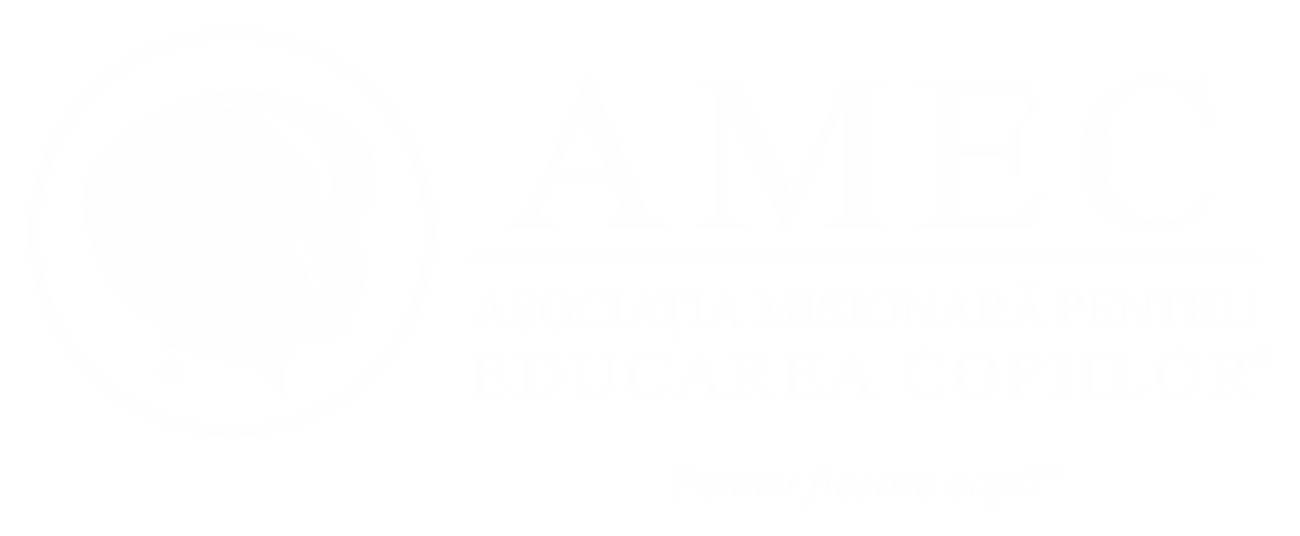 AMEC
ASOCIAȚIA MISIONARĂ PENTRU
EDUCAREA COPIILOR
Pentru fiecare copil